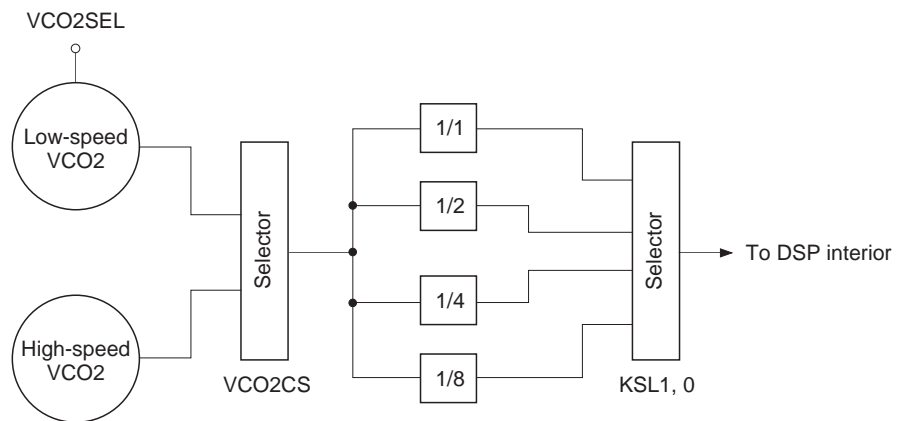 VCO2SEL
Low-speed
VCO2
High-speed
VCO2
Selector
VCO2CS
1/1
1/2
1/4
1/8
Selector
KSL1, 0
To DSP interior